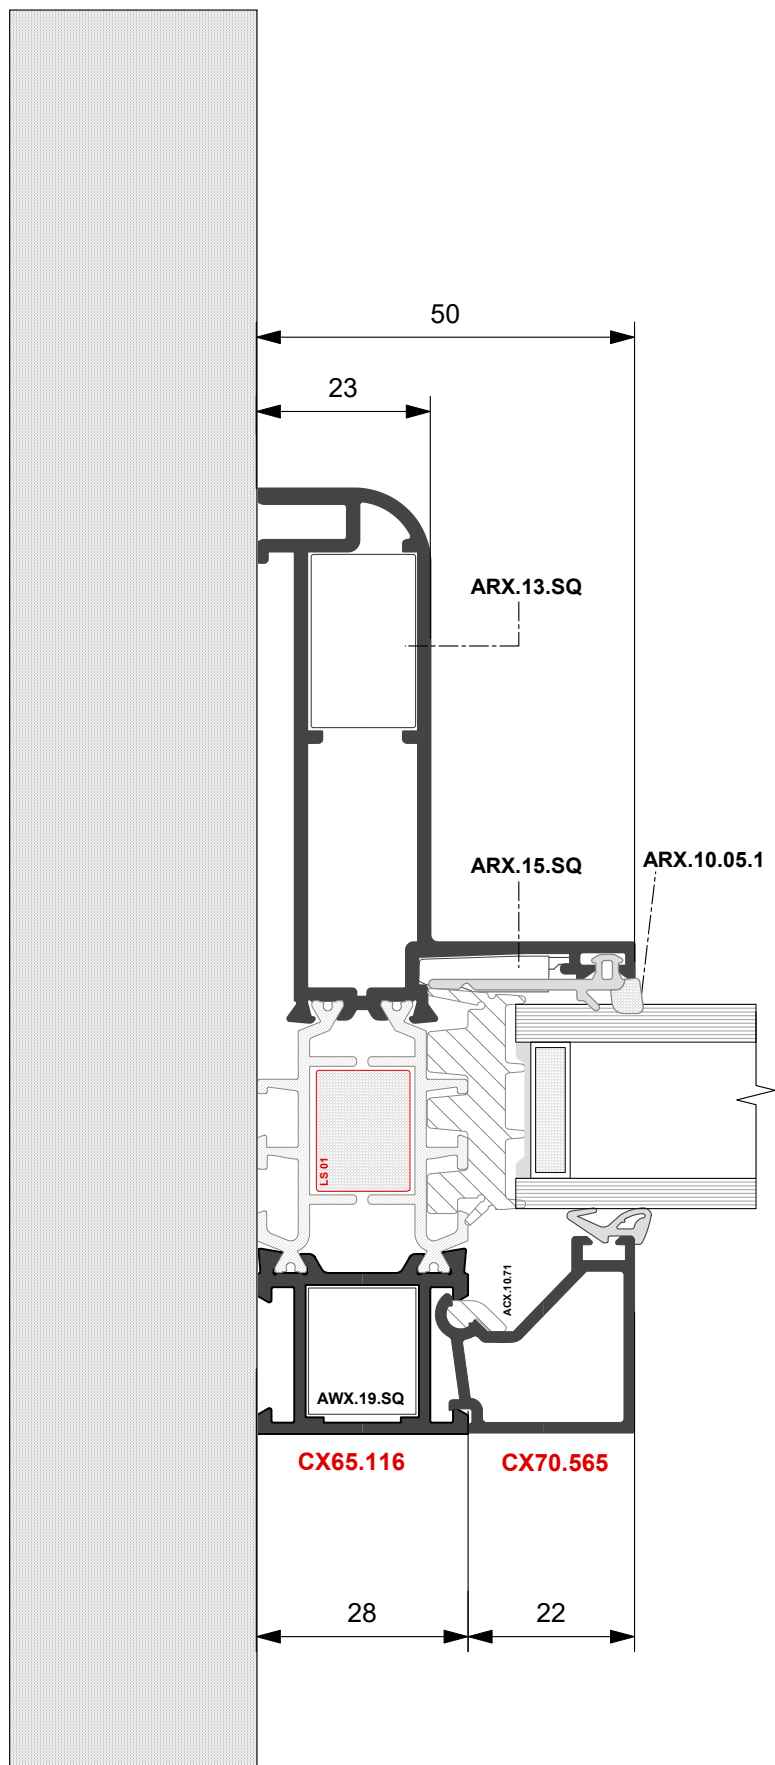 50
23
ARX.13.SQ
ARX.15.SQ
ARX.10.05.1
LS 01
ACX.10.71
AWX.19.SQ
CX65.116
CX70.565
28
22